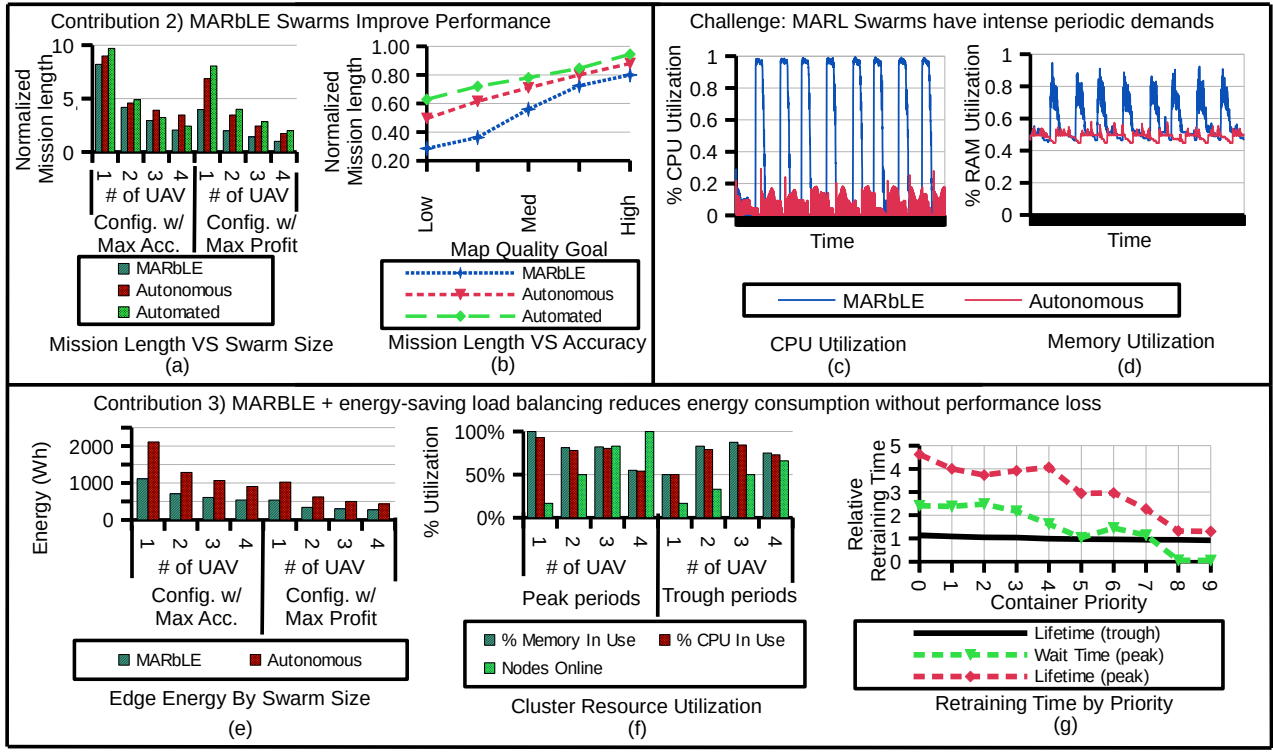 Contribution 2) MARbLE Swarms Improve Performance
Normalized
Mission length
10
5,
0
1 2 3 4 1 2 3 4
# of UAV # of UAV
Config. w/ Config. w/
Max Acc. Max Profit
MARbLE
Autonomous
Automated
Mission Length VS Swarm Size
(a)
Normalized
Mission length
1.00
0.80
0.60
0.40
0.20
Low Med High
Map Quality Goal
MARbLE
Autonomous
Automated
Mission Length VS Accuracy
(b)
Challenge: MARL Swarms have intense periodic demands
% CPU Utilization
1
0.8
0.6
0.4
0.2
0
Time
% RAM Utilization
1
0.8
0.6
0.4
0.2
0
Time
MARbLE Autonomous
CPU Utilization
(c)
Memory Utilization
(d)
Contribution 3) MARBLE + energy-saving load balancing reduces energy consumption without performance loss
Energy (Wh)
2000
1000
0
1 2 3 4 1 2 3 4
# of UAV # of UAV
Config. w/ Config. w/
Max Acc. Max Profit
MARbLE Autonomous
Edge Energy By Swarm Size
(e)
% Utilization
100%
50%
0%
1 2 3 4 1 2 3 4
# of UAV # of UAV
Peak periods Trough periods
% Memory In Use % CPU In Use
Nodes Online
Cluster Resource Utilization
(f)
Relative
Retraining Time
5
4
3
2
1
0
0 1 2 3 4 5 6 7 8 9
Container Priority
Lifetime (trough)
Wait Time (peak)
Lifetime (peak)
Retraining Time by Priority
(g)